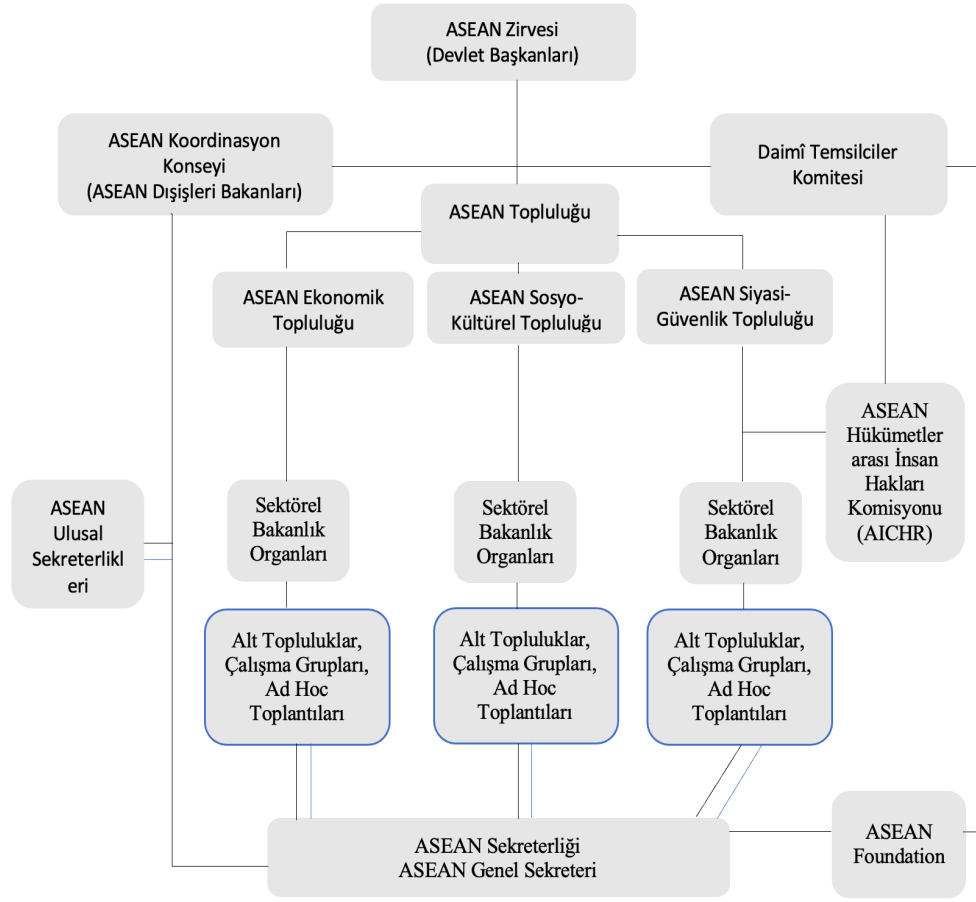 ASEAN Zirvesi
(Devlet Başkanları)
ASEAN Koordinasyon
Konseyi
(ASEAN Dışişleri Bakanları)
Daimî Temsilciler
Komitesi
ASEAN Topluluğu
ASEAN Ekonomik
Topluluğu
ASEAN Sosyo-
Kültürel Topluluğu
ASEAN Siyasi-
Güvenlik Topluluğu
ASEAN
Hükümetler
arası İnsan
Hakları
Komisyonu
(AICHR)
ASEAN
Ulusal
Sekreterlikl
eri
Sektörel
Bakanlık
Organları
Sektörel
Bakanlık
Organları
Sektörel
Bakanlık
Organları
Alt Topluluklar,
Çalışma Grupları,
Ad Hoc
Toplantıları
Alt Topluluklar,
Çalışma Grupları,
Ad Hoc
Toplantıları
Alt Topluluklar,
Çalışma Grupları,
Ad Hoc
Toplantıları
ASEAN Sekreterliği
ASEAN Genel Sekreteri
ASEAN
Foundation